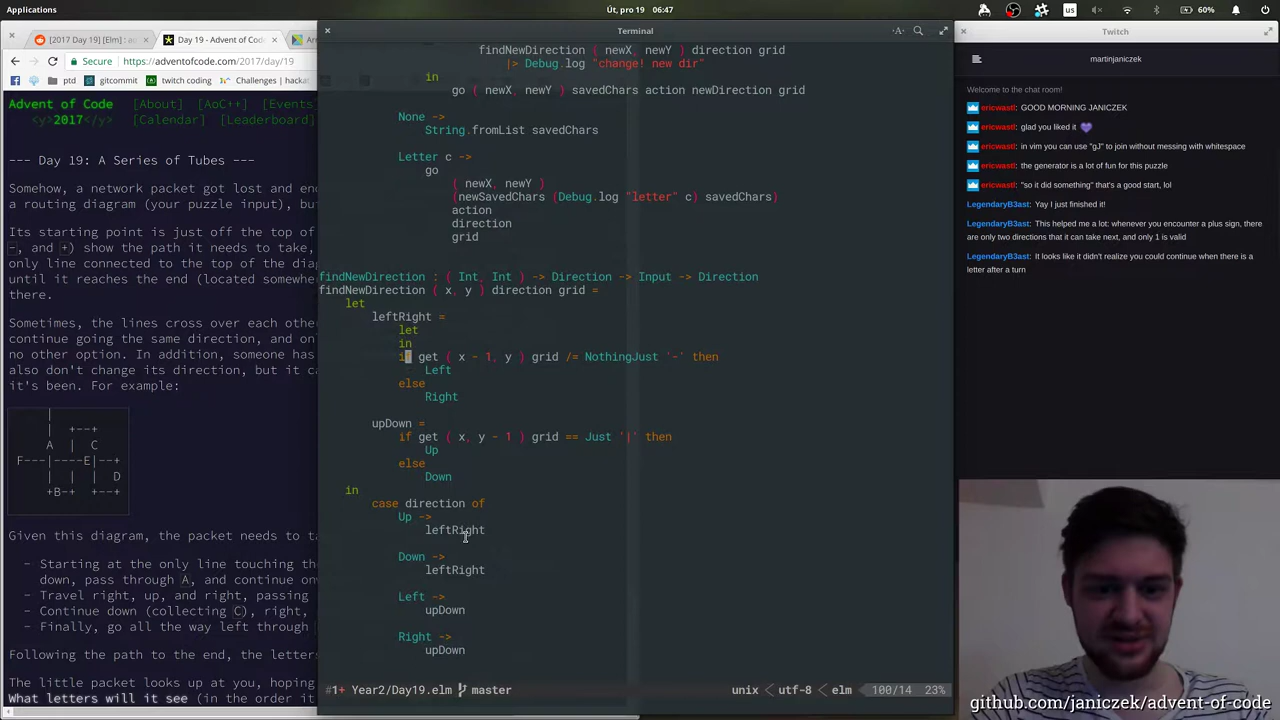 Applications
Út, pro 19 06:47
us
60%
[2017 Day 19] [Elm] : a
Day 19 - Advent of Co
Secure
https://adventofcode.com/2017/day/19
ptd
gitcommit
twitch coding
Challenges | hacka
Advent of Code
[About]
[AoC++]
[Events
<y>2017</y>
[Calendar]
[Leaderboard]
--- Day 19: A Series of Tubes ---
Somehow, a network packet got lost and en
a routing diagram (your puzzle input), bu
Its starting point is just off the top of
-, and +) show the path it needs to take,
only line connected to the top of the dia
until it reaches the end (located somewhe
there.
Sometimes, the lines cross over each othe
continue going the same direction, and on
no other option. In addition, someone has
also don't change its direction, but it c
it's been. For example:
|
|  +--+
A  |  C
F---|----E|--+
|  |  |  D
+B-+  +--+
Given this diagram, the packet needs to t
- Starting at the only line touching th
down, pass through A, and continue on
- Travel right, up, and right, passing
- Continue down (collecting C), right,
- Finally, go all the way left through
Following the path to the end, the letter
The little packet looks up at you, hoping
What letters will it see (in the order it
Terminal
findNewDirection ( newX, newY ) direction grid
|> Debug.log "change! new dir"
in
go ( newX, newY ) savedChars action newDirection grid
None ->
String.fromList savedChars
Letter c ->
go
( newX, newY )
(newSavedChars (Debug.log "letter" c) savedChars)
action
direction
grid
findNewDirection : ( Int, Int ) -> Direction -> Input -> Direction
findNewDirection ( x, y ) direction grid =
let
leftRight =
let
in
if get ( x - 1, y ) grid /= NothingJust '-' then
Left
else
Right
upDown =
if get ( x, y - 1 ) grid == Just '|' then
Up
else
Down
in
case direction of
Up ->
leftRight
Down ->
leftRight
Left ->
upDown
Right ->
upDown
#1+ Year2/Day19.elm
master
unix < utf-8 < elm
100/14
23%
Twitch
martinjaniczek
Welcome to the chat room!
ericwastl: GOOD MORNING JANICZEK
ericwastl: glad you liked it
ericwastl: in vim you can use "gJ" to join without messing with whitespace
ericwastl: the generator is a lot of fun for this puzzle
ericwastl: "so it did something" that's a good start, lol
LegendaryB3ast: Yay I just finished it!
LegendaryB3ast: This helped me a lot: whenever you encounter a plus sign, there
are only two directions that it can take next, and only 1 is valid
LegendaryB3ast: It looks like it didn't realize you could continue when there is a
letter after a turn
github.com/janiczek/advent-of-code